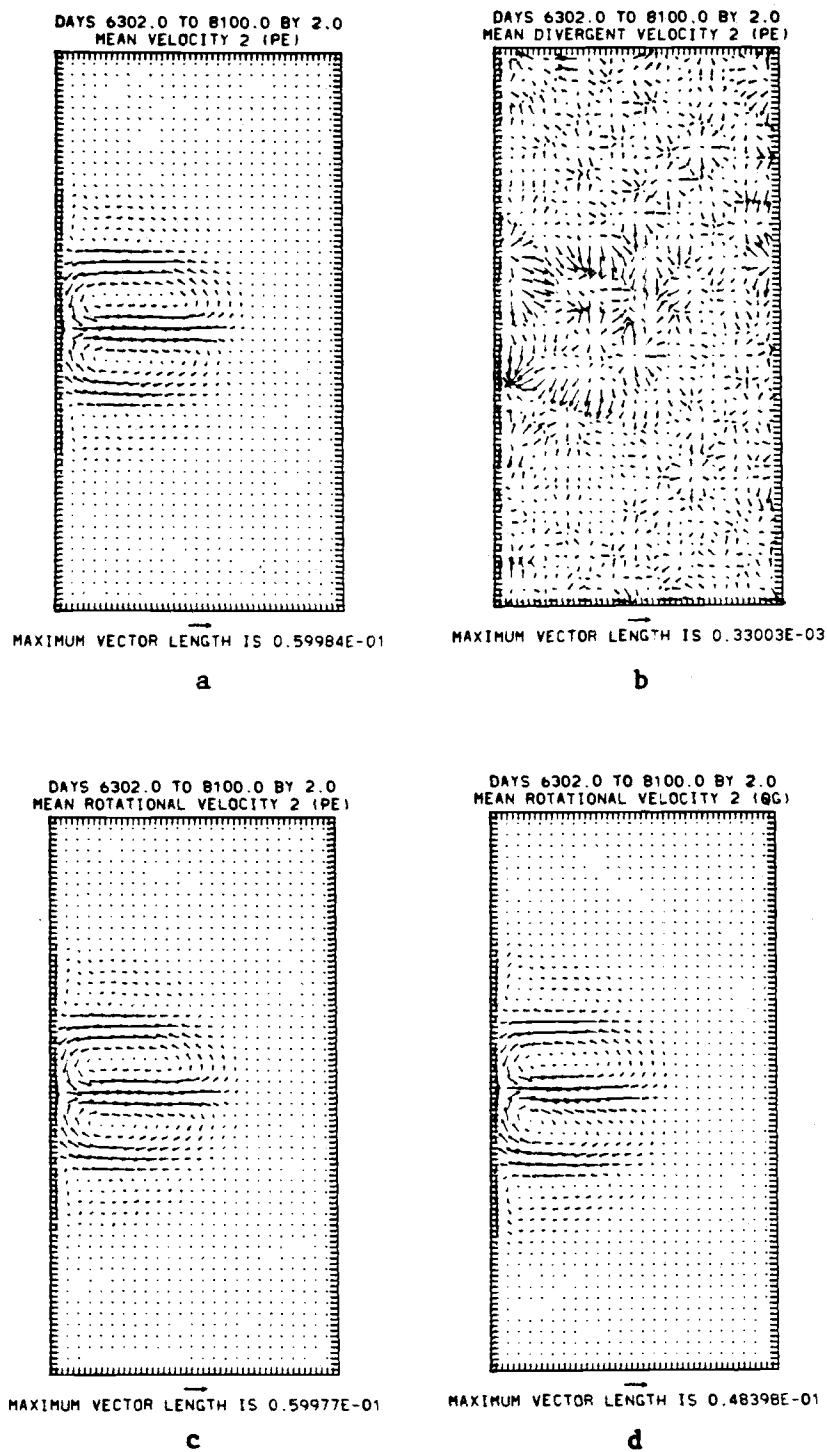 DAYS 6302.0 TO 8100.0 BY 2.0
MEAN VELOCITY 2 (PE)
MAXIMUM VECTOR LENGTH IS 0.59984E-01
a
DAYS 6302.0 TO 8100.0 BY 2.0
MEAN DIVERGENT VELOCITY 2 (PE)
MAXIMUM VECTOR LENGTH IS 0.33003E-03
b
DAYS 6302.0 TO 8100.0 BY 2.0
MEAN ROTATIONAL VELOCITY 2 (PE)
MAXIMUM VECTOR LENGTH IS 0.59977E-01
c
DAYS 6302.0 TO 8100.0 BY 2.0
MEAN ROTATIONAL VELOCITY 2 (QG)
MAXIMUM VECTOR LENGTH IS 0.48398E-01
d